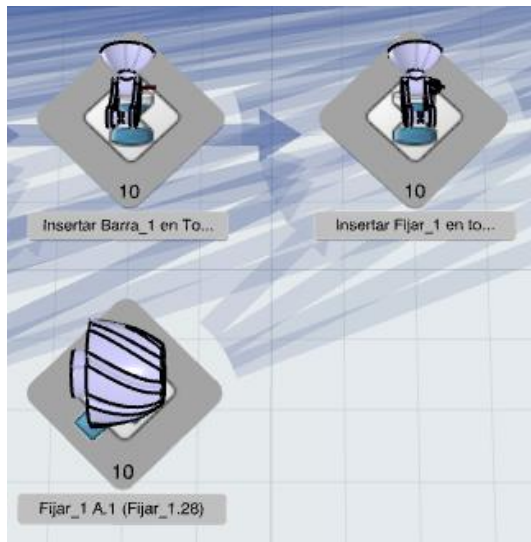 10
10
Insertar Barra_1 en To...
Insertar Fijar_1 en to...
10
Fijar_1 A.1 (Fijar_1.28)